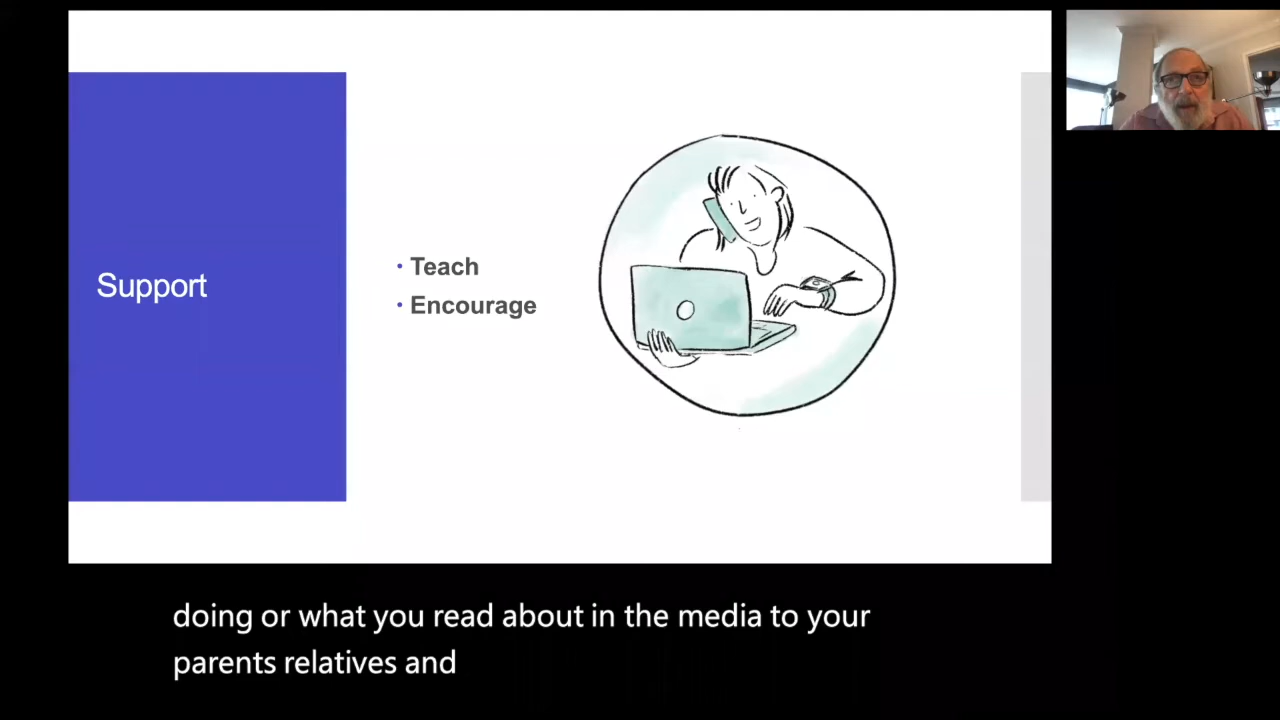 Support
· Teach
· Encourage
doing or what you read about in the media to your
parents relatives and